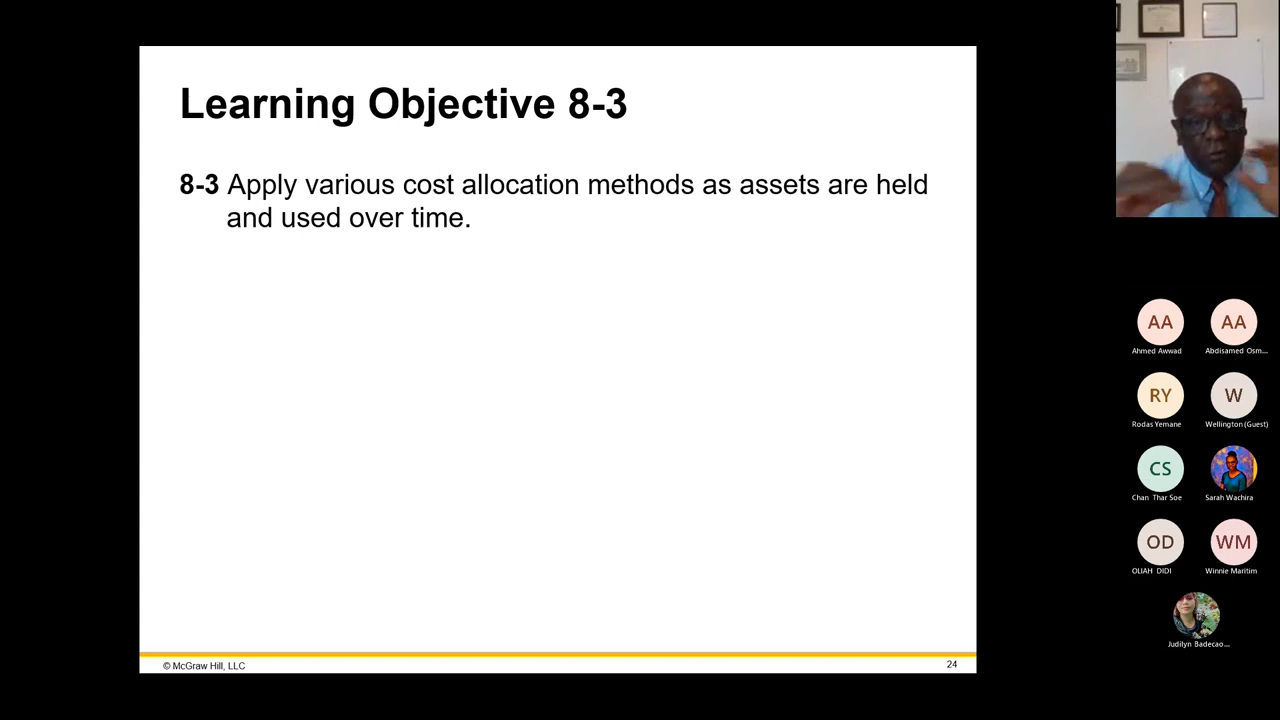 Learning Objective 8-3
8-3 Apply various cost allocation methods as assets are held
and used over time.
© McGraw Hill, LLC
24
AA
AA
Ahmed Awwad
Abdisamed Osm...
RY
W
Rodas Yemane
Wellington (Guest)
CS
Chan Thar Soe
Sarah Wachira
OD
WM
OLIAH DIDI
Winnie Maritim
Judilyn Badecao...